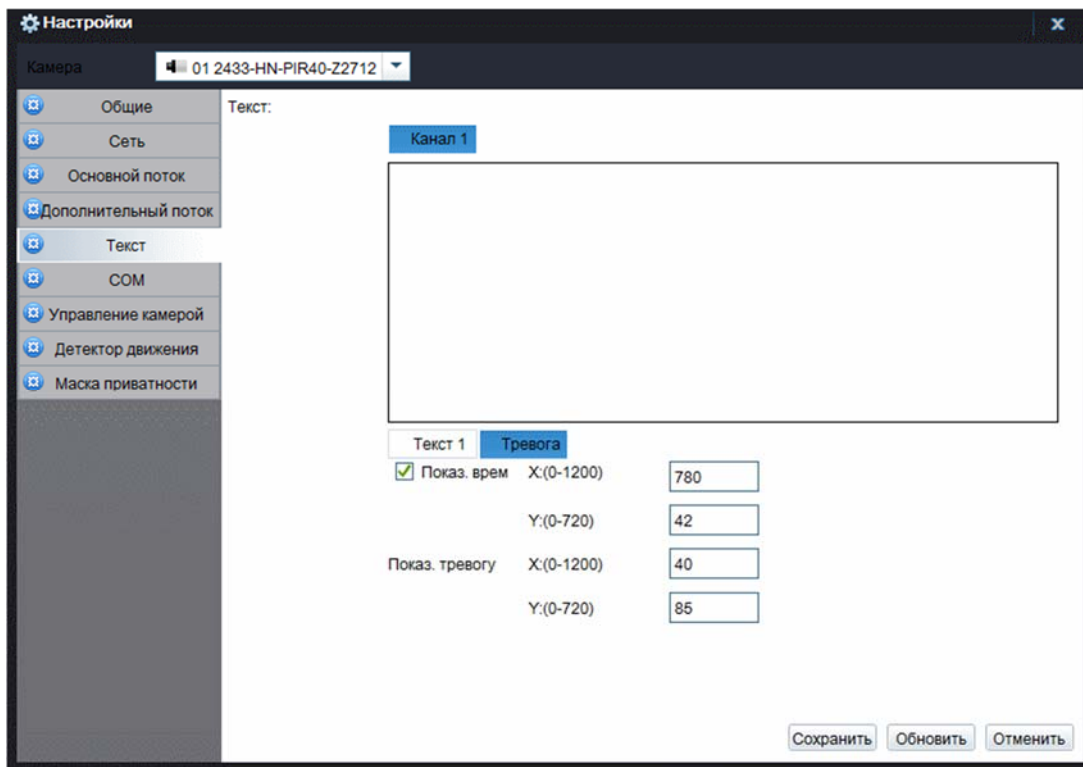 Настройки
Камера
01 2433-HN-PIR40-Z2712
Общие
Сеть
Основной поток
Дополнительный поток
Текст
COM
Управление камерой
Детектор движения
Маска приватности
Текст:
Канал 1
Текст 1 Тревога
Показ. врем X:(0-1200) 780
Y:(0-720) 42
Показ. тревогу X:(0-1200) 40
Y:(0-720) 85
Сохранить Обновить Отменить